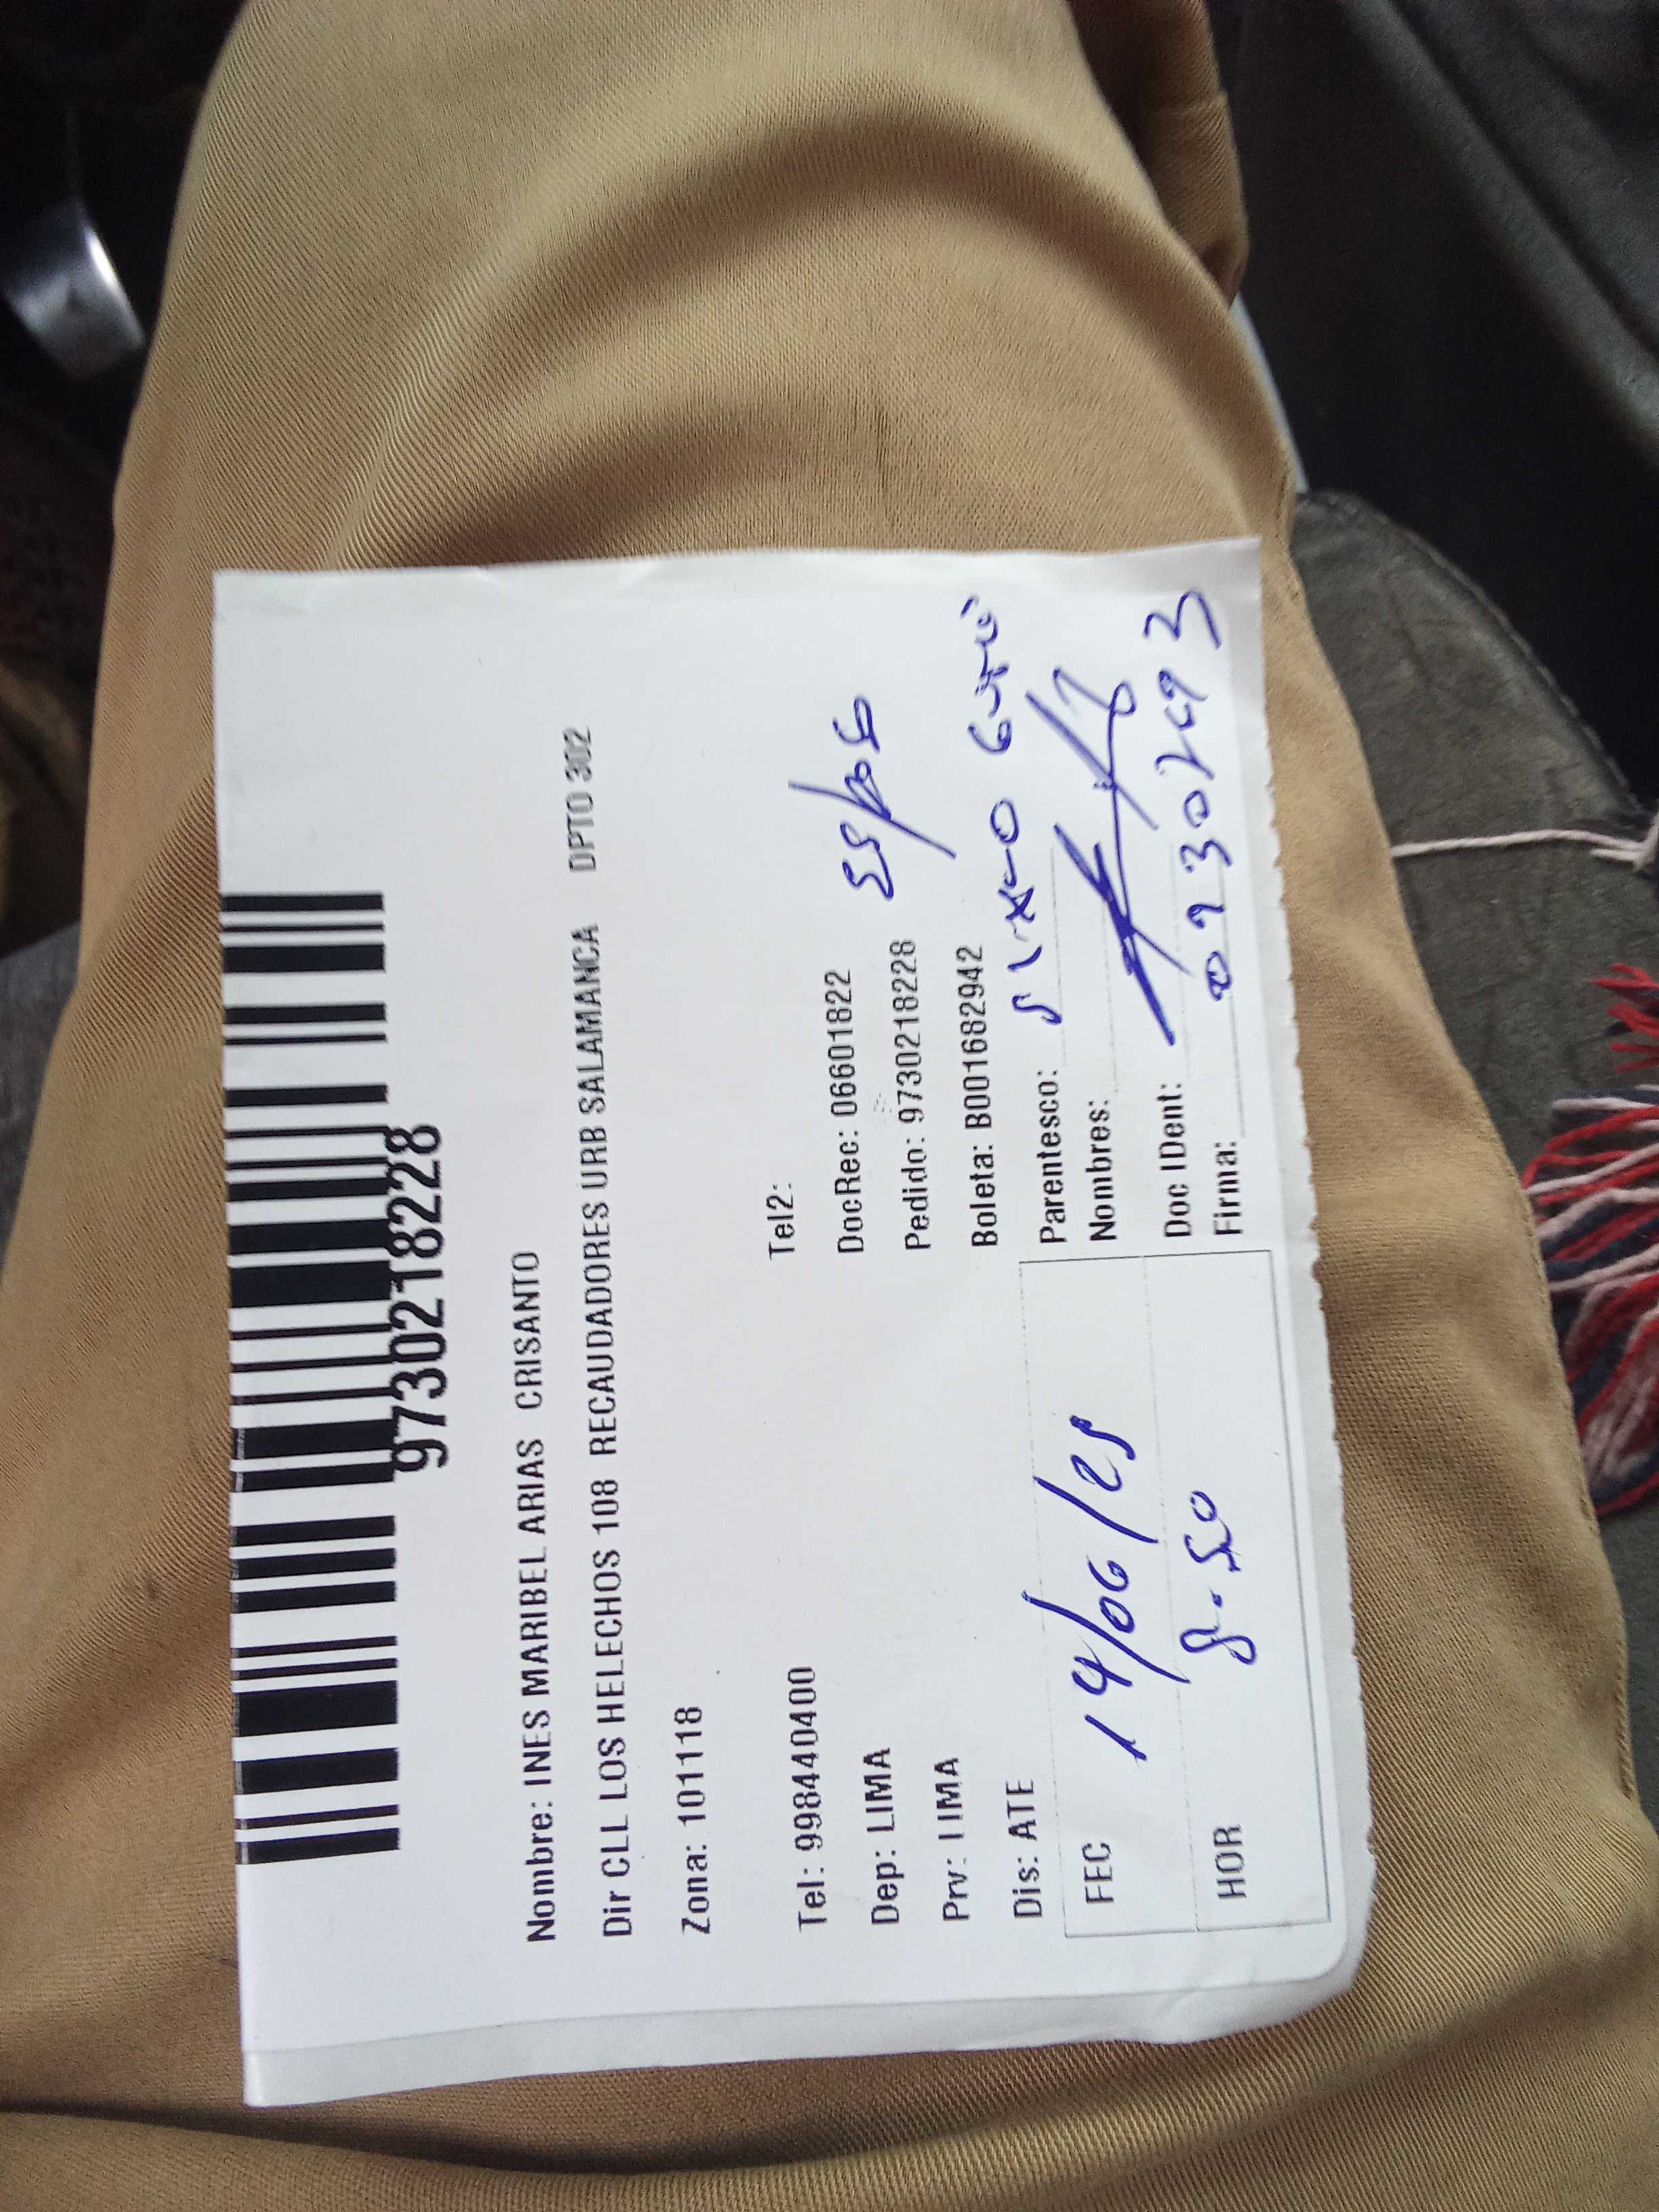 9730218228
Nombre: INES MARIBEL ARIAS CRISANTO
Dir CLL LOS HELECHOS 108 RECAUDADORES URB SALAMANCA DPTO 302
Zona: 101118
Tel: 998440400 Tel2:
Dep: LIMA DocRec: 06601822
Prv: LIMA Pedido: 9730218228
Dis: ATE Boleta: B001682942
FEC 14/06/25 Parentesco:
Nombres:
HOR 8.50 Doc IDent:
Firma: